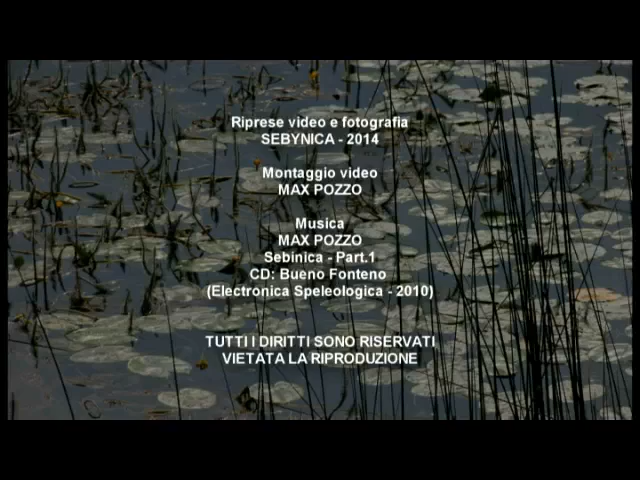 Riprese video e fotografia
SEBYNICA - 2014
Montaggio video
MAX POZZO
Musica
MAX POZZO
Sebinica - Part.1
CD: Bueno Fonteno
(Electronica Speleologica - 2010)
TUTTI I DIRITTI SONO RISERVATI
VIETATA LA RIPRODUZIONE